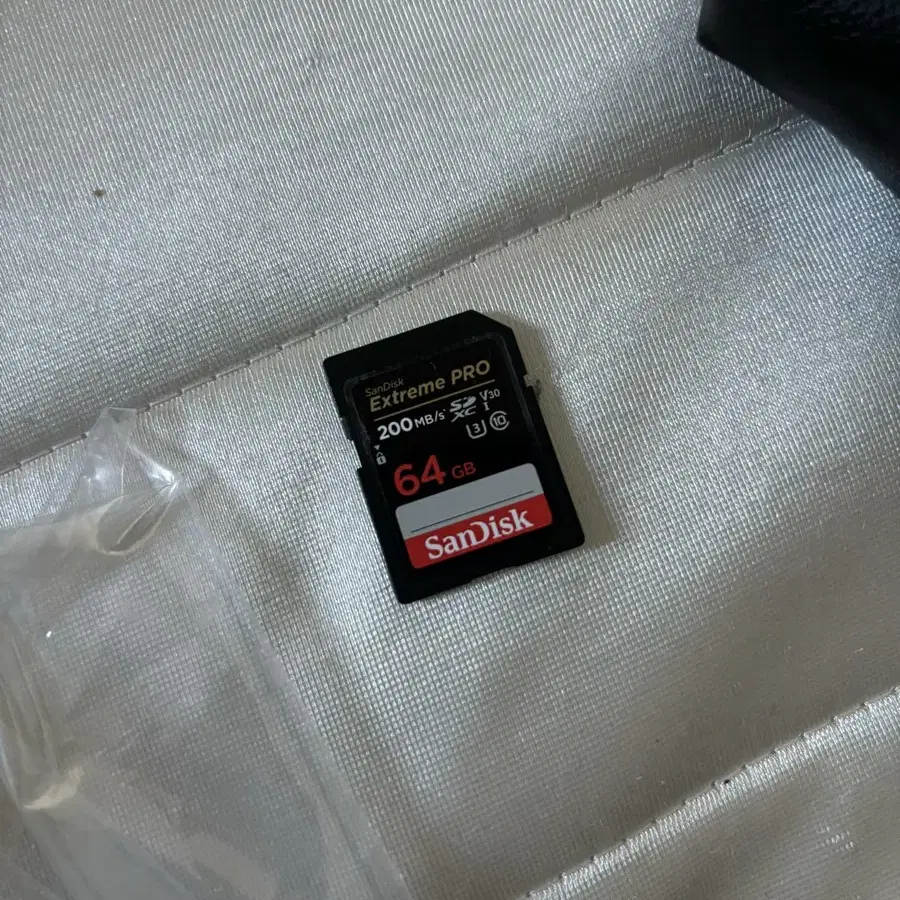 SanDisk
Extreme PRO
200 MB/s SD XC V30 I
U3 10
64 GB
SanDisk